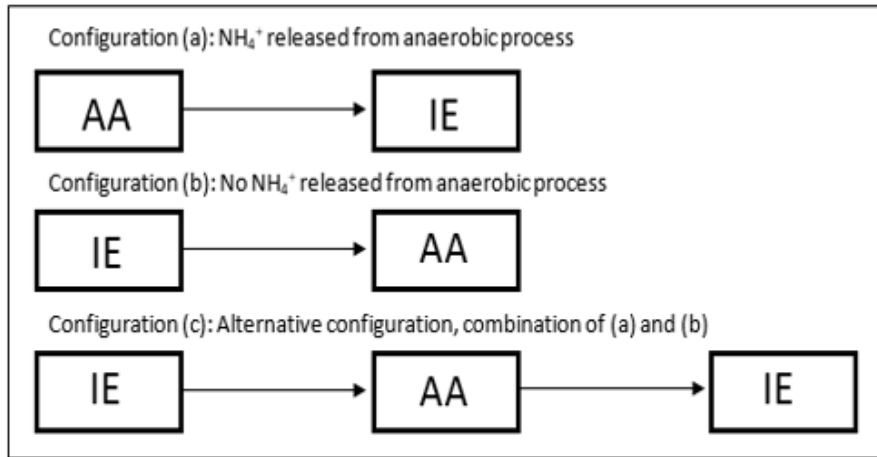 Configuration (a): NH₄⁺ released from anaerobic process
AA IE
Configuration (b): No NH₄⁺ released from anaerobic process
IE AA
Configuration (c): Alternative configuration, combination of (a) and (b)
IE AA IE